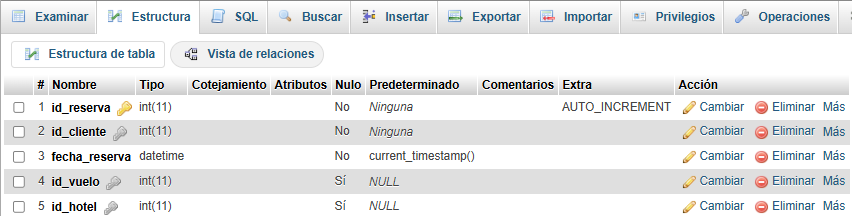 Examinar Estructura SQL Buscar Insertar Exportar Importar Privilegios Operaciones
Estructura de tabla Vista de relaciones
# Nombre Tipo Cotejamiento Atributos Nulo Predeterminado Comentarios Extra Acción
1 id_reserva int(11) No Ninguna AUTO_INCREMENT Cambiar Eliminar Más
2 id_cliente int(11) No Ninguna Cambiar Eliminar Más
3 fecha_reserva datetime No current_timestamp() Cambiar Eliminar Más
4 id_vuelo int(11) Sí NULL Cambiar Eliminar Más
5 id_hotel int(11) Sí NULL Cambiar Eliminar Más